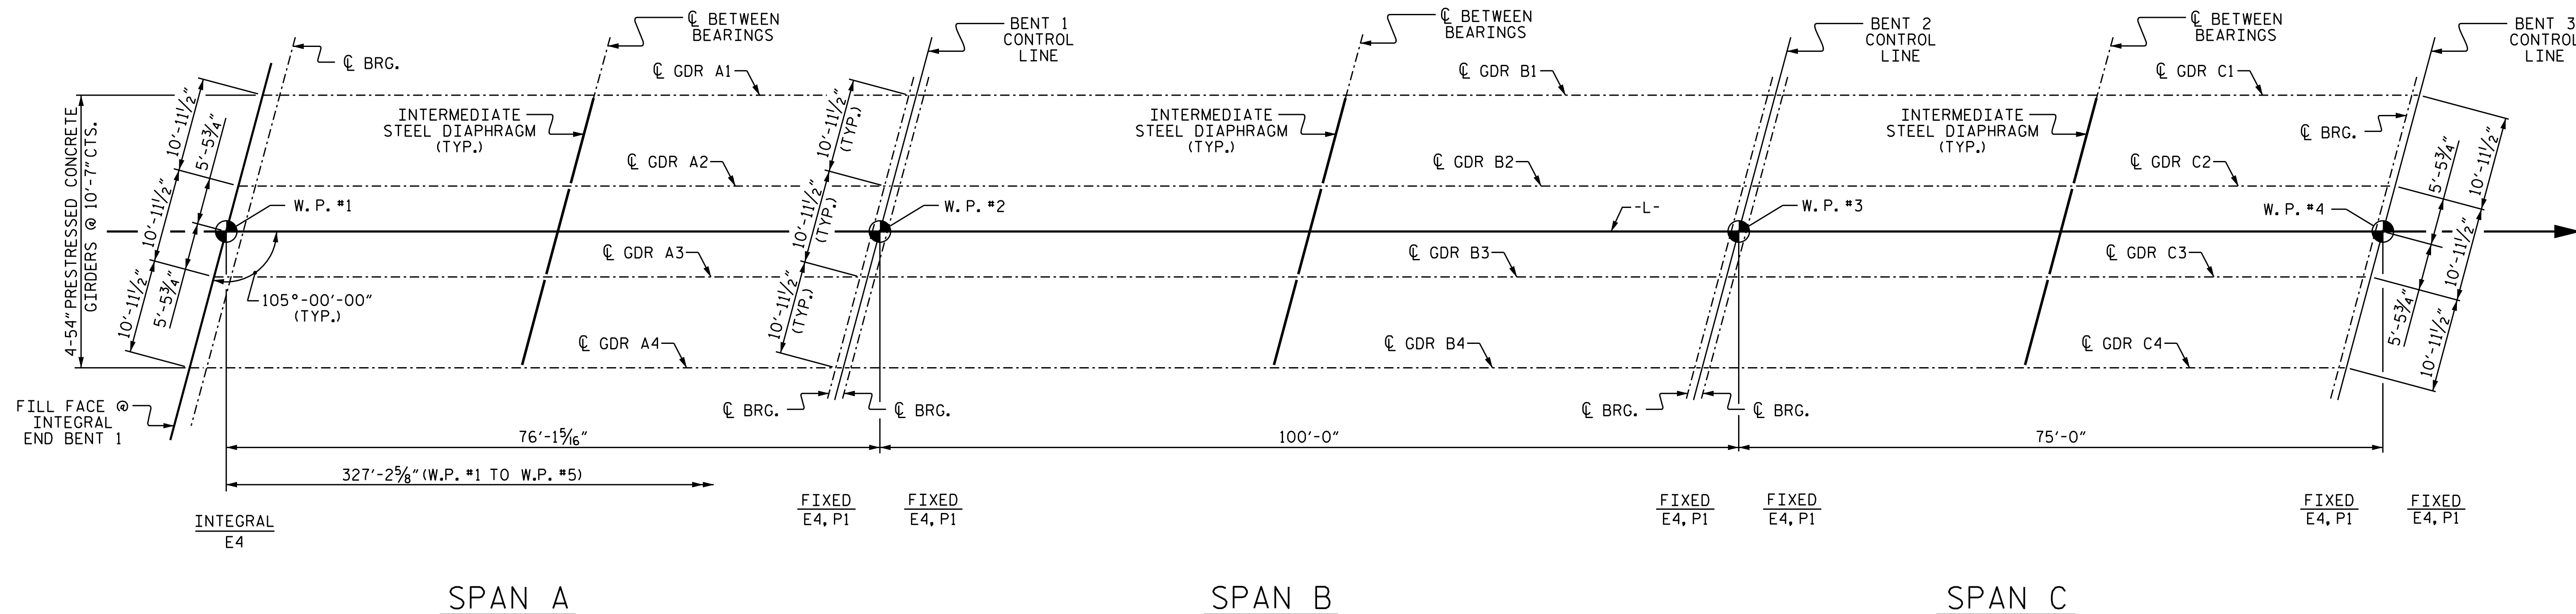 ℄ BRG.
℄ BETWEEN
BEARINGS
BENT 1
CONTROL
LINE
℄ BETWEEN
BEARINGS
BENT 2
CONTROL
LINE
℄ BETWEEN
BEARINGS
BENT 3
CONTROL
LINE
4-54" PRESTRESSED CONCRETE
GIRDERS @ 10'-7" CTS.
10'-11½"
10'-11½"
10'-11½"
5'-5¾"
5'-5¾"
℄ GDR A1
℄ GDR A2
℄ GDR A3
℄ GDR A4
INTERMEDIATE
STEEL DIAPHRAGM
(TYP.)
10'-11½"
(TYP.)
10'-11½"
(TYP.)
10'-11½"
(TYP.)
℄ GDR B1
℄ GDR B2
℄ GDR B3
℄ GDR B4
INTERMEDIATE
STEEL DIAPHRAGM
(TYP.)
℄ GDR C1
℄ GDR C2
℄ GDR C3
℄ GDR C4
INTERMEDIATE
STEEL DIAPHRAGM
(TYP.)
℄ BRG.
5'-5¾"
5'-5¾"
10'-11½"
10'-11½"
10'-11½"
W.P. #1
W.P. #2
-L-
W.P. #3
W.P. #4
105°-00'-00"
(TYP.)
FILL FACE @
INTEGRAL
END BENT 1
℄ BRG.
℄ BRG.
℄ BRG.
℄ BRG.
76'-1 5/16"
100'-0"
75'-0"
327'-2⅝" (W.P. #1 TO W.P. #5)
INTEGRAL
E4
FIXED
E4, P1
FIXED
E4, P1
FIXED
E4, P1
FIXED
E4, P1
FIXED
E4, P1
FIXED
E4, P1
SPAN A
SPAN B
SPAN C